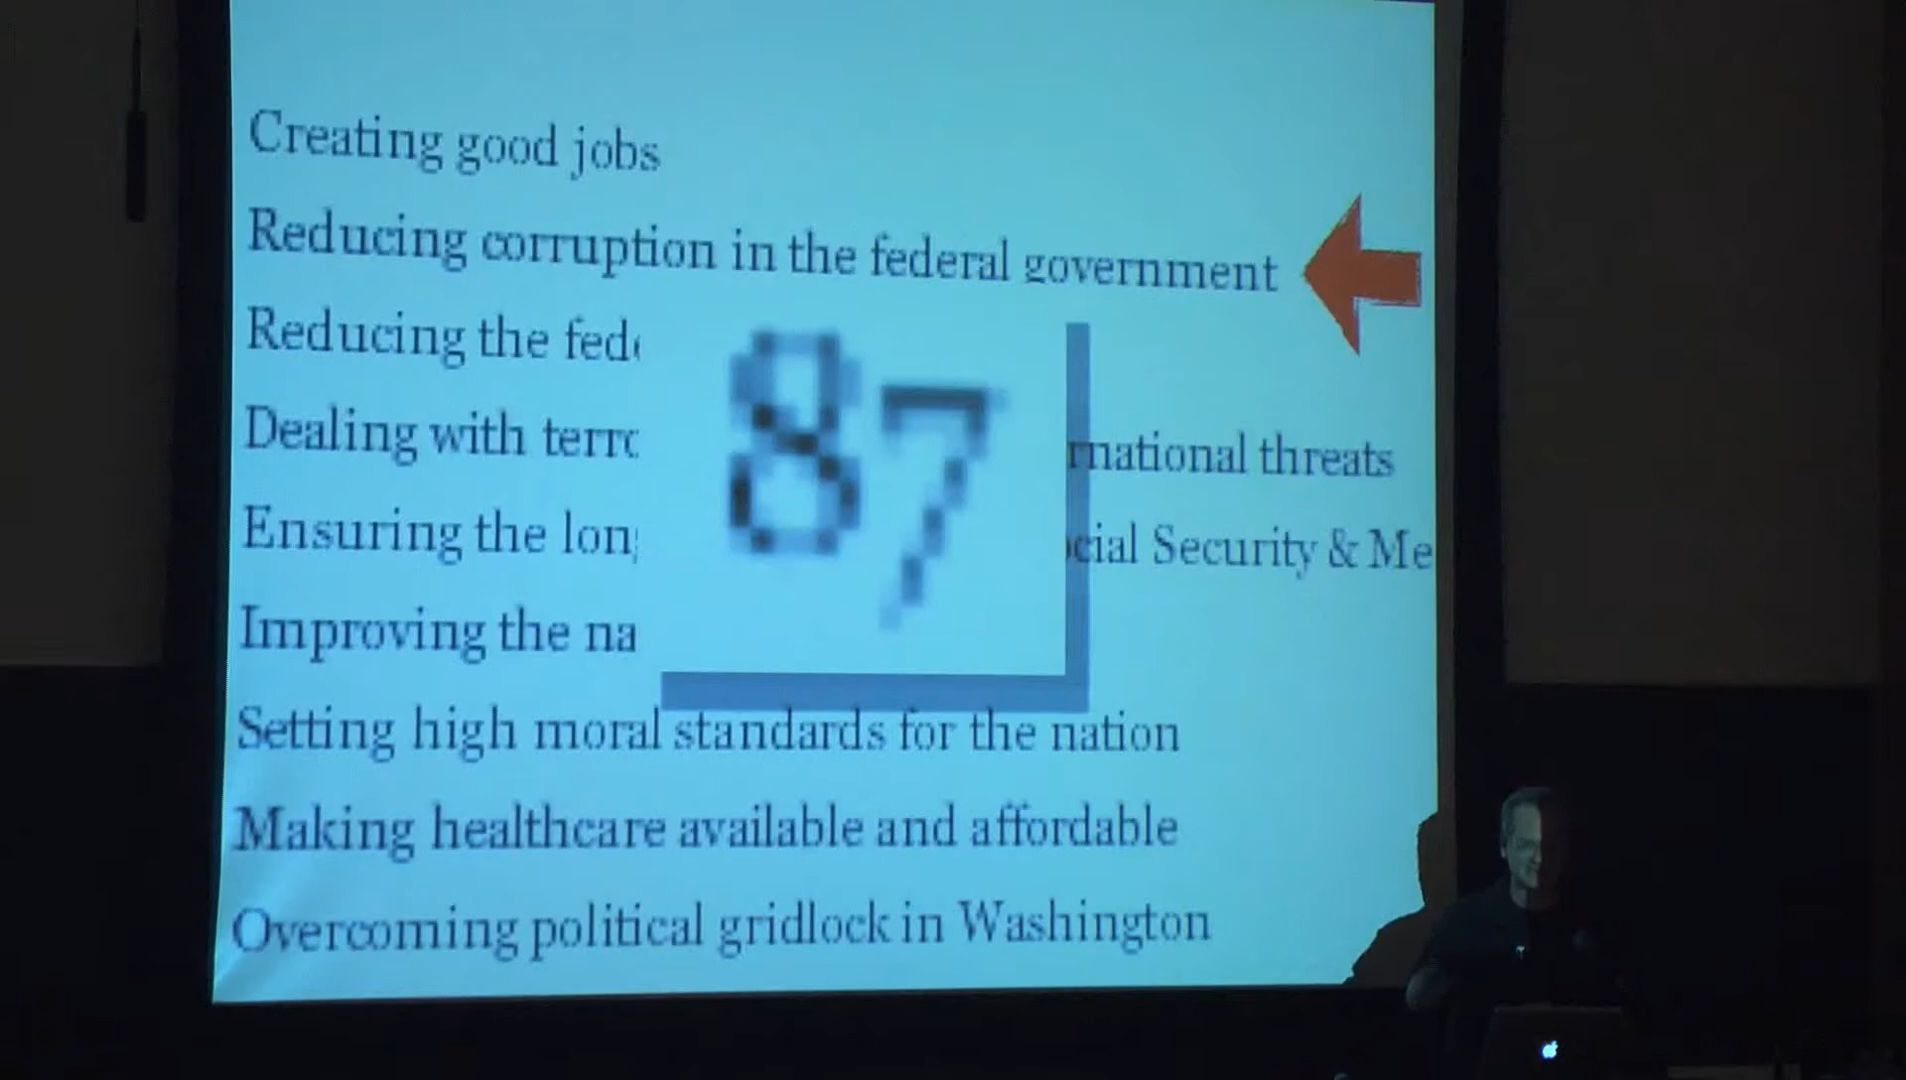 Creating good jobs
Reducing corruption in the federal government
Reducing the fed
87
Dealing with terr
rnational threats
Ensuring the lon
cial Security & Me
Improving the na
Setting high moral standards for the nation
Making healthcare available and affordable
Overcoming political gridlock in Washington